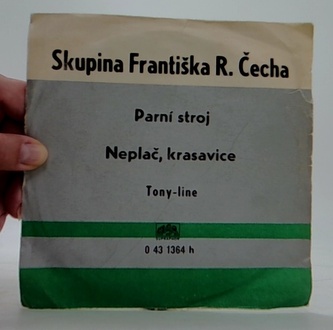 Skupina Františka R. Čecha
Parní stroj
Neplač, krasavice
Tony-line
0 43 1364 h